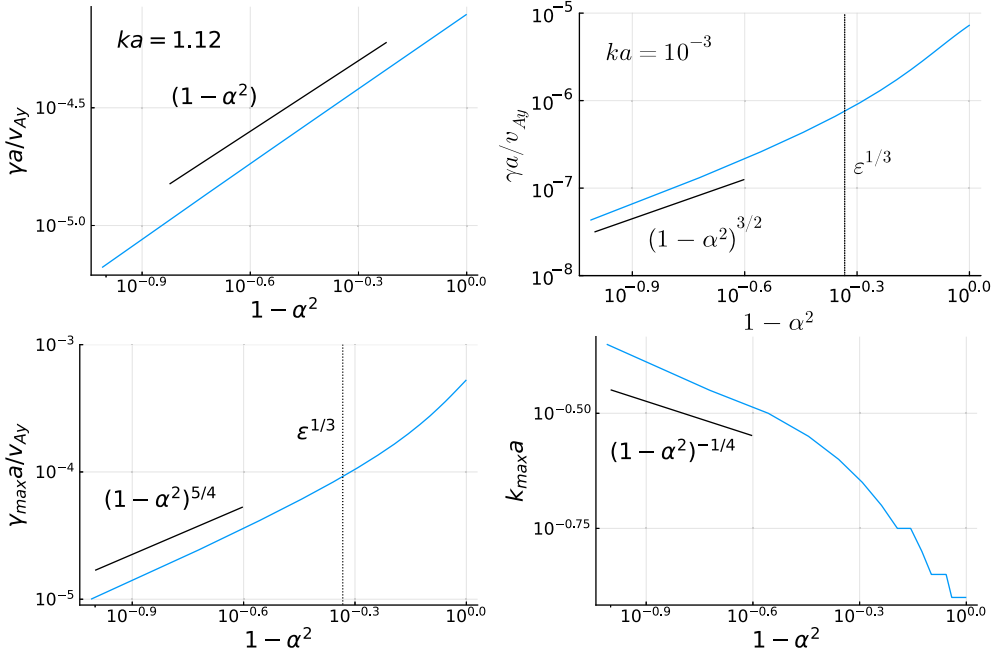 ka = 1.12
(1 − α²)
γa/v_Ay
10^−4.5
10^−5.0
10^−0.9 10^−0.6 10^−0.3 10^0.0
1 − α²
ka = 10^−3
ε^1/3
(1 − α²)^3/2
γa/v_Ay
10^−5
10^−6
10^−7
10^−8
10^−0.9 10^−0.6 10^−0.3 10^0.0
1 − α²
ε^1/3
(1 − α²)^5/4
γ_max a/v_Ay
10^−3
10^−4
10^−5
10^−0.9 10^−0.6 10^−0.3 10^0.0
1 − α²
(1 − α²)^−1/4
k_max a
10^−0.50
10^−0.75
10^−0.9 10^−0.6 10^−0.3 10^0.0
1 − α²